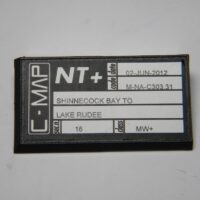 C-MAP
NT+
02-JUN-2012
M-NA-C303.31
SHINNECOCK BAY TO
LAKE RUDEE
16
MW+